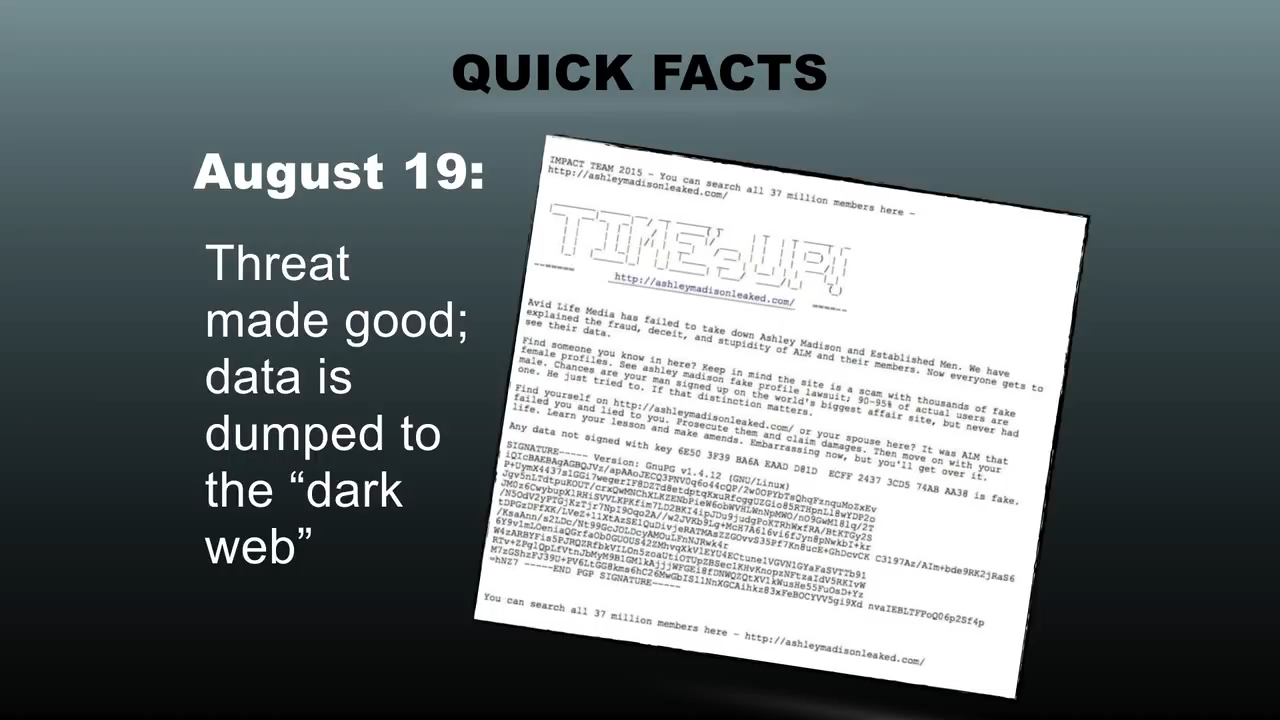 QUICK FACTS
August 19:
Threat
made good;
data is
dumped to
the “dark
web”
IMPACT TEAM 2015 - You can search all 37 million members here -
http://ashleymadisonleaked.com/
TIME'S UP!
http://ashleymadisonleaked.com/
Avid Life Media has failed to take down Ashley Madison and Established Men. We have
explained the fraud, deceit, and stupidity of ALM and their members. Now everyone gets to
see their data.
Find someone you know in here? Keep in mind the site is a scam with thousands of fake
female profiles. See ashley madison fake profile lawsuit; 90-95% of actual users are
male. Chances are your man signed up on the world's biggest affair site, but never had
one. He just tried to. If that distinction matters.
Find yourself on http://ashleymadisonleaked.com/ or your spouse here? It was ALM that
failed you and lied to you. Prosecute them and claim damages. Then move on with your
life. Learn your lesson and make amends. Embarrassing now, but you'll get over it.
Any data not signed with key 6E50 3F39 BA6A EAAD D81D ECFF 2437 3CD5 74AB AA38 is fake.
SIGNATURE----- Version: GnuPG v1.4.12 (GNU/Linux)
-----END PGP SIGNATURE-----
You can search all 37 million members here - http://ashleymadisonleaked.com/